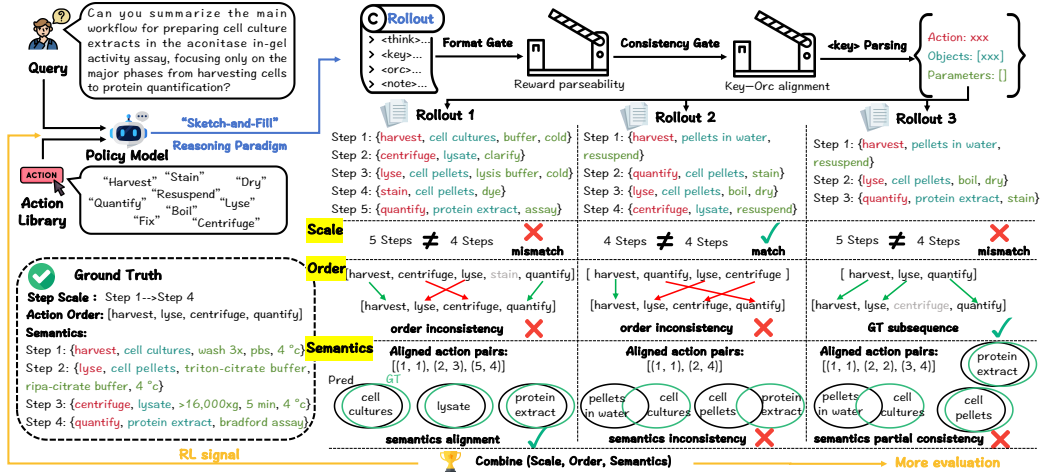 Can you summarize the main
workflow for preparing cell culture
extracts in the aconitase in-gel
activity assay, focusing only on the
major phases from harvesting cells
to protein quantification?
Query
"Sketch-and-Fill"
Reasoning Paradigm
Policy Model
ACTION
Action
Library
"Harvest" "Stain" "Dry"
"Resuspend"
"Quantify" "Lyse"
"Boil"
"Fix" "Centrifuge"
C Rollout
<think>...
<key>...
<orc>...
<note>...
Format Gate
Reward parseability
Consistency Gate
Key-Orc alignment
<key> Parsing
Action: xxx
Objects: [xxx]
Parameters: []
Rollout 1
Step 1: {harvest, cell cultures, buffer, cold}
Step 2: {centrifuge, lysate, clarify}
Step 3: {lyse, cell pellets, lysis buffer, cold}
Step 4: {stain, cell pellets, dye}
Step 5: {quantify, protein extract, assay}
Rollout 2
Step 1: {harvest, pellets in water,
resuspend}
Step 2: {quantify, cell pellets, stain}
Step 3: {lyse, cell pellets, boil, dry}
Step 4: {centrifuge, lysate, resuspend}
Rollout 3
Step 1: {harvest, pellets in water,
resuspend}
Step 2: {lyse, cell pellets, boil, dry}
Step 3: {quantify, protein extract, stain}
Scale
5 Steps ≠ 4 Steps
mismatch
4 Steps ≠ 4 Steps
match
5 Steps ≠ 4 Steps
mismatch
Order
[harvest, centrifuge, lyse, stain, quantify]
[harvest, lyse, centrifuge, quantify]
order inconsistency
[ harvest, quantify, lyse, centrifuge ]
[harvest, lyse, centrifuge, quantify]
order inconsistency
[ harvest, lyse, quantify]
[harvest, lyse, centrifuge, quantify]
GT subsequence
Semantics
Aligned action pairs:
[(1, 1), (2, 3), (5, 4)]
Pred
GT
cell
cultures
lysate
protein
extract
semantics alignment
Aligned action pairs:
[(1, 1), (2, 4)]
pellets
in water
cell
cultures
cell
pellets
protein
extract
semantics inconsistency
Aligned action pairs:
[(1, 1), (2, 2), (3, 4)]
pellets
in water
cell
cultures
protein
extract
cell
pellets
semantics partial consistency
Ground Truth
Step Scale : Step 1-->Step 4
Action Order: [harvest, lyse, centrifuge, quantify]
Semantics:
Step 1: {harvest, cell cultures, wash 3x, pbs, 4 °c}
Step 2: {lyse, cell pellets, triton-citrate buffer,
ripa-citrate buffer, 4 °c}
Step 3: {centrifuge, lysate, >16,000xg, 5 min, 4 °c}
Step 4: {quantify, protein extract, bradford assay}
RL signal
Combine (Scale, Order, Semantics)
More evaluation